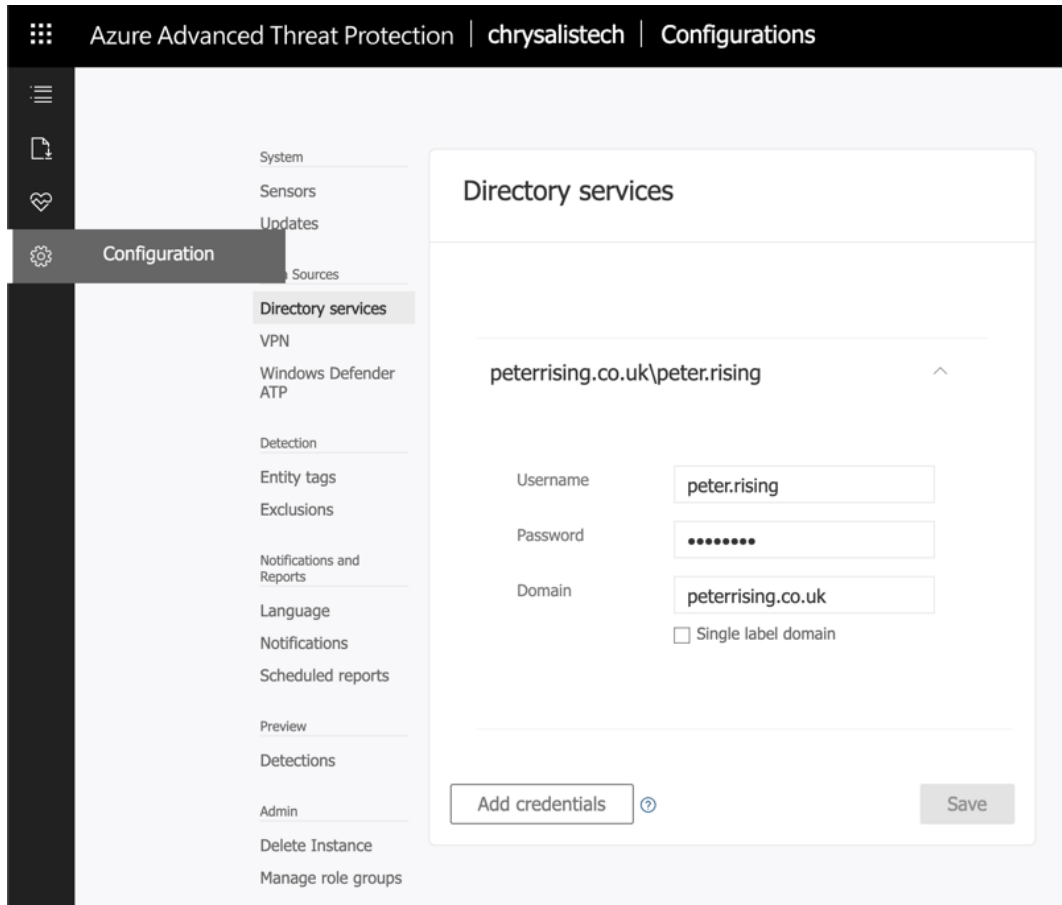 Azure Advanced Threat Protection | chrysalistech | Configurations
System
Sensors
Updates
Configuration
Sources
Directory services
VPN
Windows Defender
ATP
Detection
Entity tags
Exclusions
Notifications and
Reports
Language
Notifications
Scheduled reports
Preview
Detections
Admin
Delete Instance
Manage role groups
Directory services
peterrising.co.uk\peter.rising
Username
peter.rising
Password
••••••••
Domain
peterrising.co.uk
Single label domain
Add credentials
Save